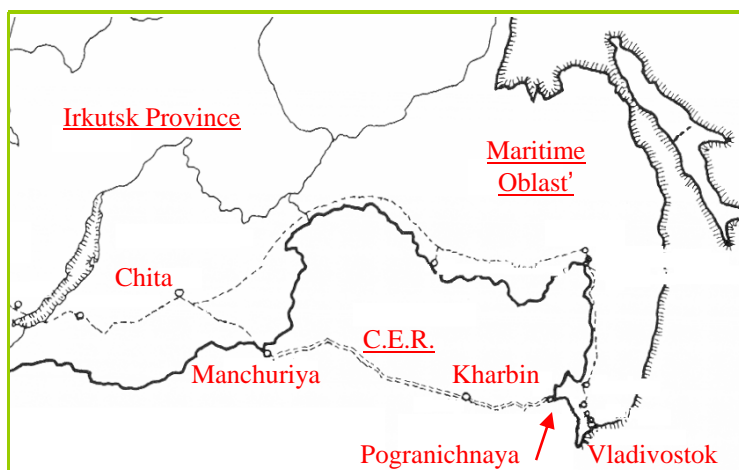 Irkutsk Province
Maritime
Oblast’
Chita
C.E.R.
Manchuriya
Kharbin
Pogranichnaya
Vladivostok